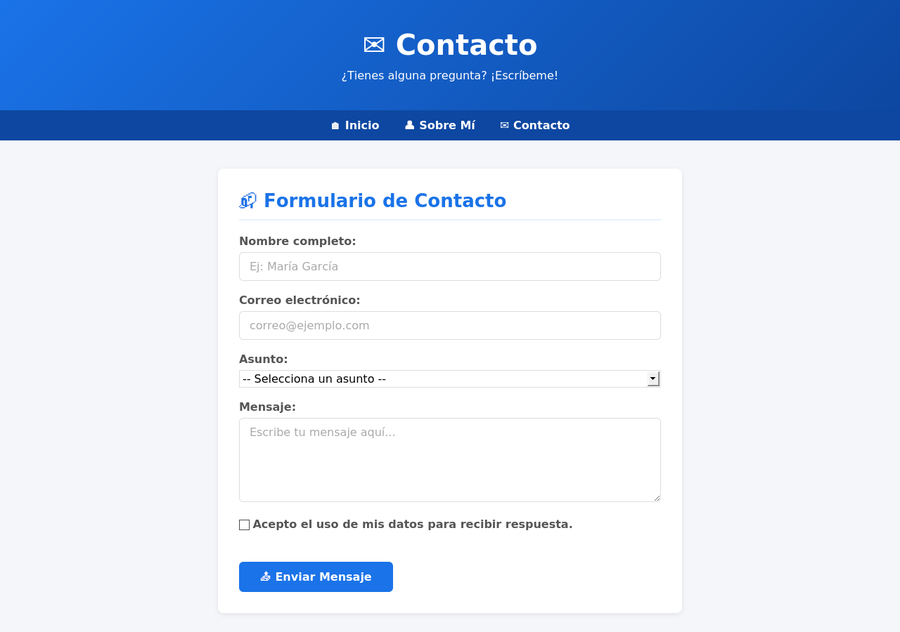 ✉ Contacto
¿Tienes alguna pregunta? ¡Escríbeme!
🏠 Inicio 👤 Sobre Mí ✉ Contacto
📬 Formulario de Contacto
Nombre completo:
Ej: María García
Correo electrónico:
correo@ejemplo.com
Asunto:
-- Selecciona un asunto --
Mensaje:
Escribe tu mensaje aquí...
Acepto el uso de mis datos para recibir respuesta.
📤 Enviar Mensaje